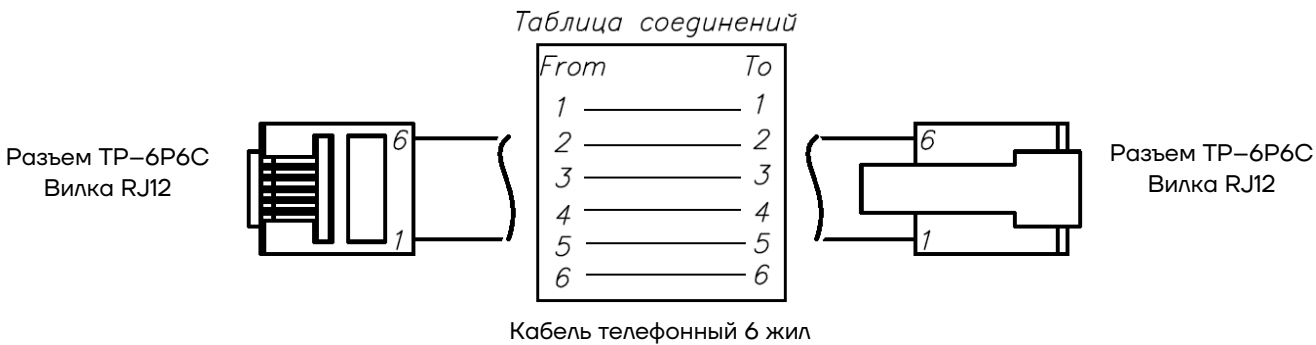 Таблица соединений
From To
1 1
2 2
3 3
4 4
5 5
6 6
6
1
Разъем TP–6P6C
Вилка RJ12
6
1
Разъем TP–6P6C
Вилка RJ12
Кабель телефонный 6 жил